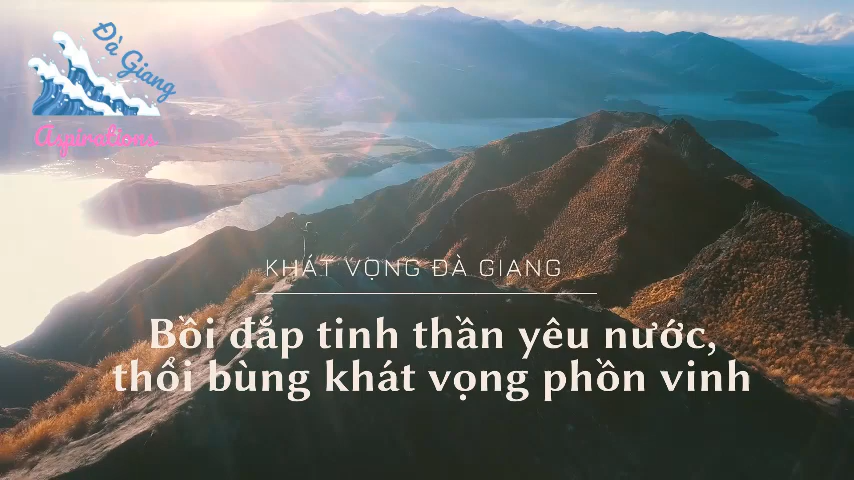 Đà Giang
Aspirations
KHÁT VỌNG ĐÀ GIANG
Bồi đắp tinh thần yêu nước,
thổi bùng khát vọng phồn vinh